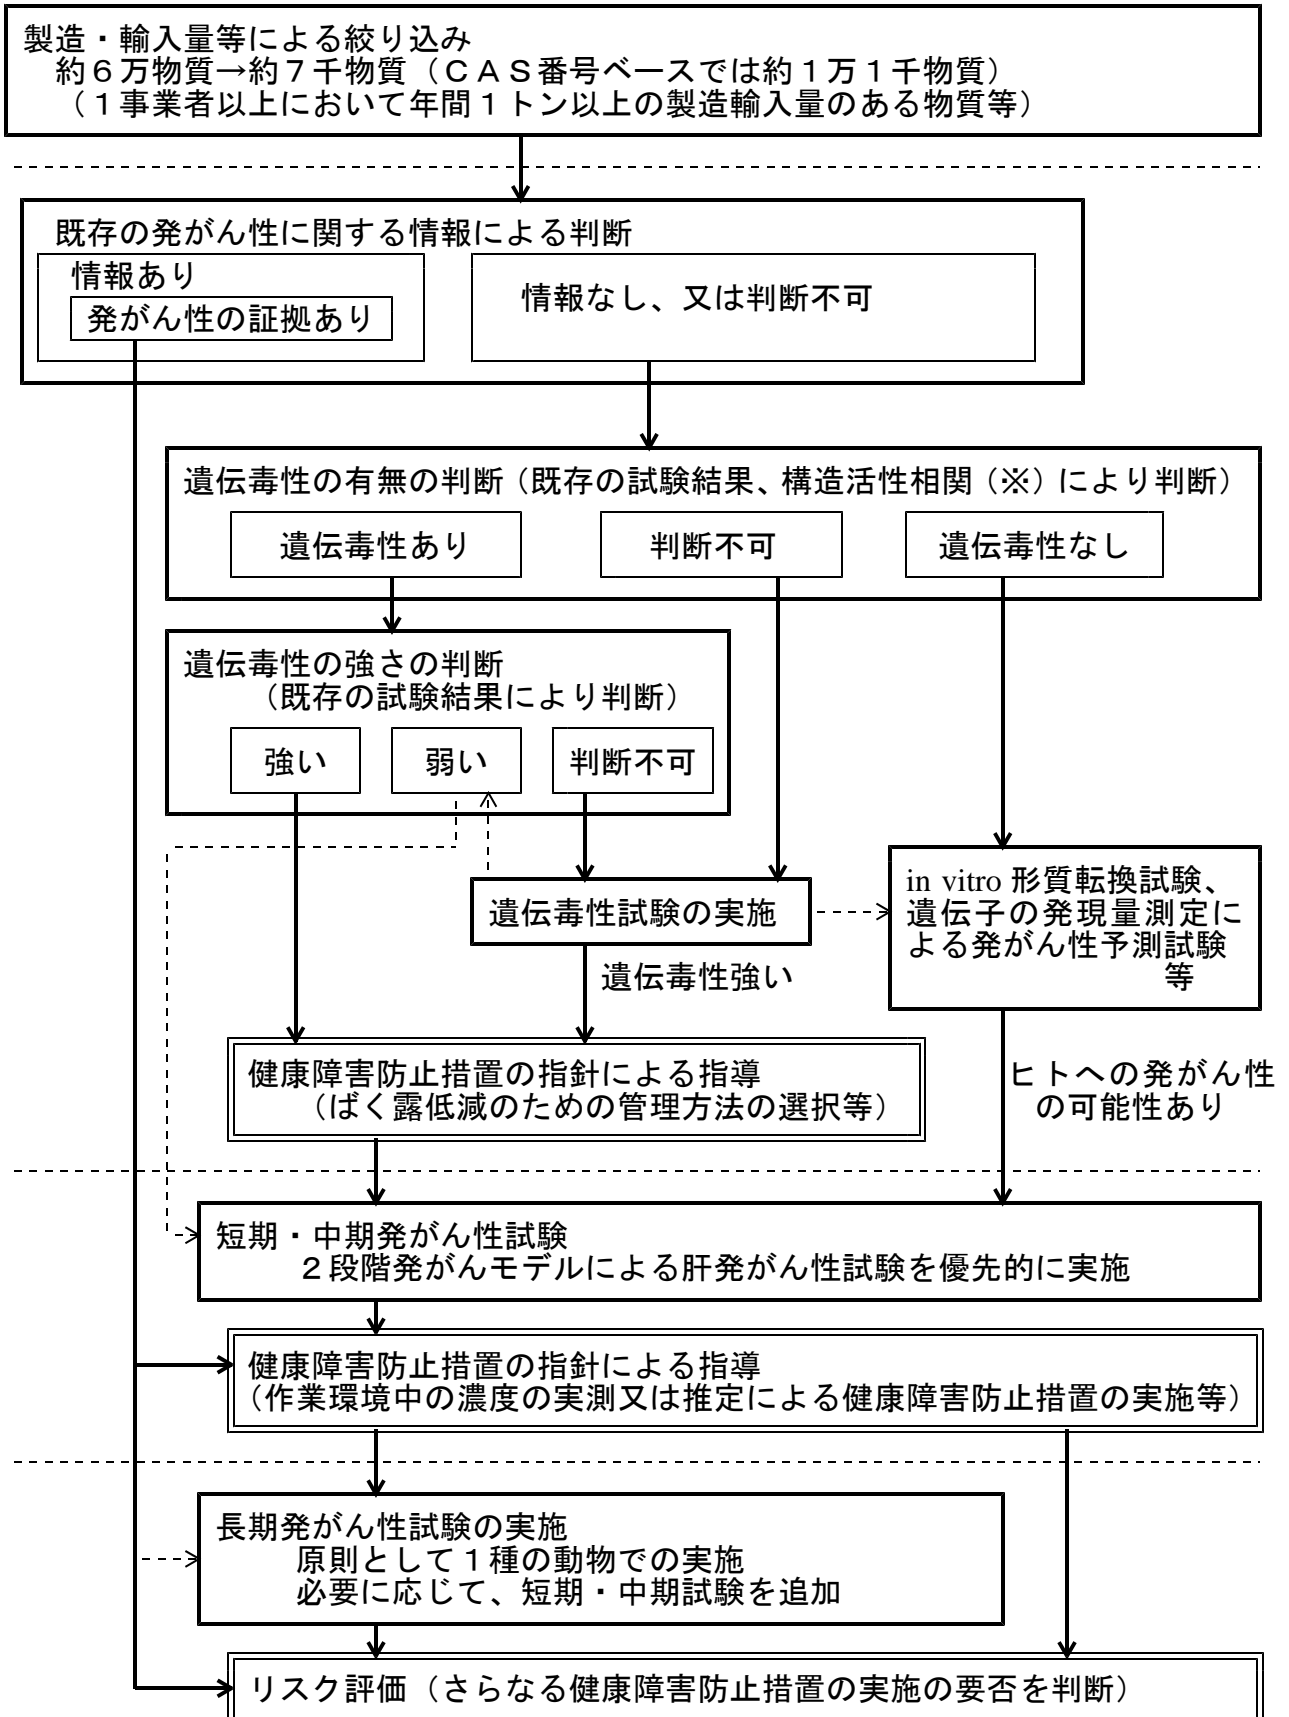 製造・輸入量等による絞り込み
約６万物質→約７千物質（ＣＡＳ番号ベースでは約１万１千物質）
（１事業者以上において年間１トン以上の製造輸入量のある物質等）
既存の発がん性に関する情報による判断
情報あり
発がん性の証拠あり
情報なし、又は判断不可
遺伝毒性の有無の判断（既存の試験結果、構造活性相関（※）により判断）
遺伝毒性あり
判断不可
遺伝毒性なし
遺伝毒性の強さの判断
（既存の試験結果により判断）
強い
弱い
判断不可
遺伝毒性試験の実施
in vitro 形質転換試験、
遺伝子の発現量測定に
よる発がん性予測試験
等
遺伝毒性強い
健康障害防止措置の指針による指導
（ばく露低減のための管理方法の選択等）
ヒトへの発がん性
の可能性あり
短期・中期発がん性試験
２段階発がんモデルによる肝発がん性試験を優先的に実施
健康障害防止措置の指針による指導
（作業環境中の濃度の実測又は推定による健康障害防止措置の実施等）
長期発がん性試験の実施
原則として１種の動物での実施
必要に応じて、短期・中期試験を追加
リスク評価（さらなる健康障害防止措置の実施の要否を判断）